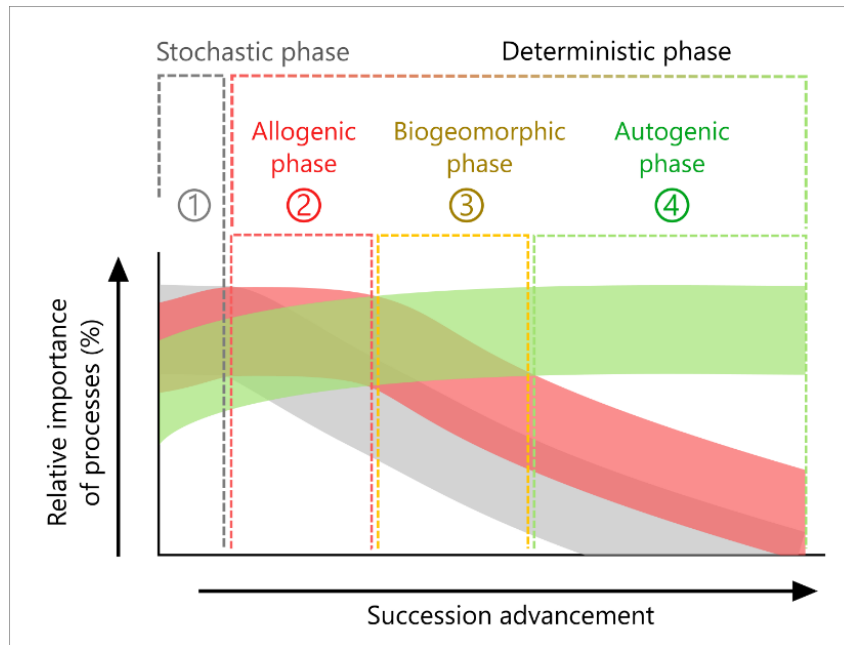 Stochastic phase
Deterministic phase
Allogenic
phase
②
Biogeomorphic
phase
③
Autogenic
phase
④
①
Relative importance
of processes (%)
Succession advancement